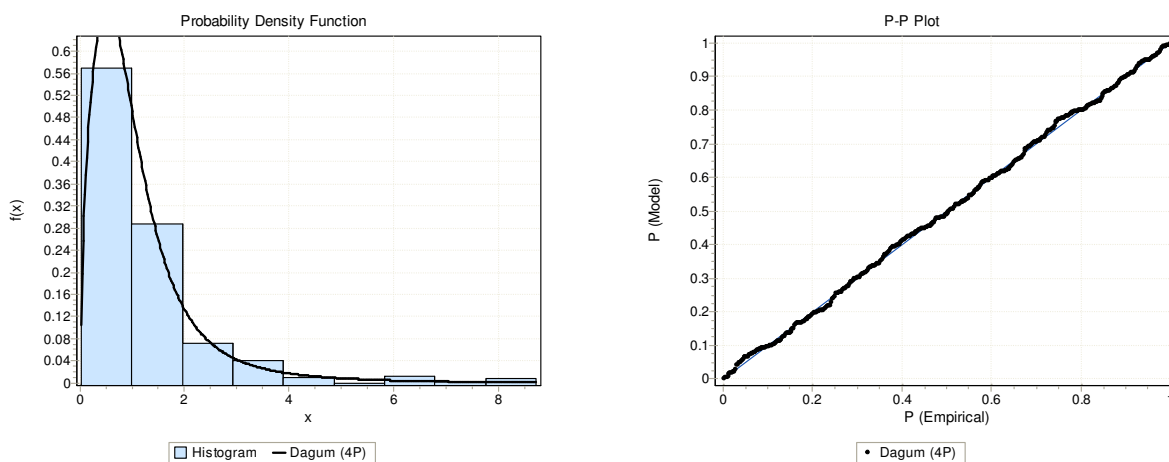 Probability Density Function
f(x)
0.6
0.56
0.52
0.48
0.44
0.4
0.36
0.32
0.28
0.24
0.2
0.16
0.12
0.08
0.04
0
0 2 4 6 8
x
Histogram Dagum (4P)
P-P Plot
P (Model)
1
0.9
0.8
0.7
0.6
0.5
0.4
0.3
0.2
0.1
0
0 0.2 0.4 0.6 0.8 1
P (Empirical)
Dagum (4P)